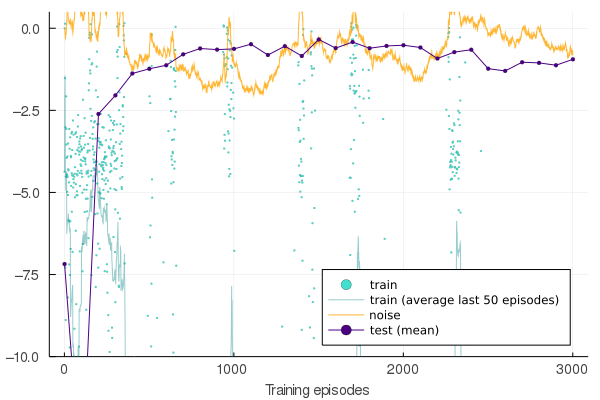 0.0
−2.5
−5.0
−7.5
−10.0
0
1000
2000
3000
Training episodes
train
train (average last 50 episodes)
noise
test (mean)